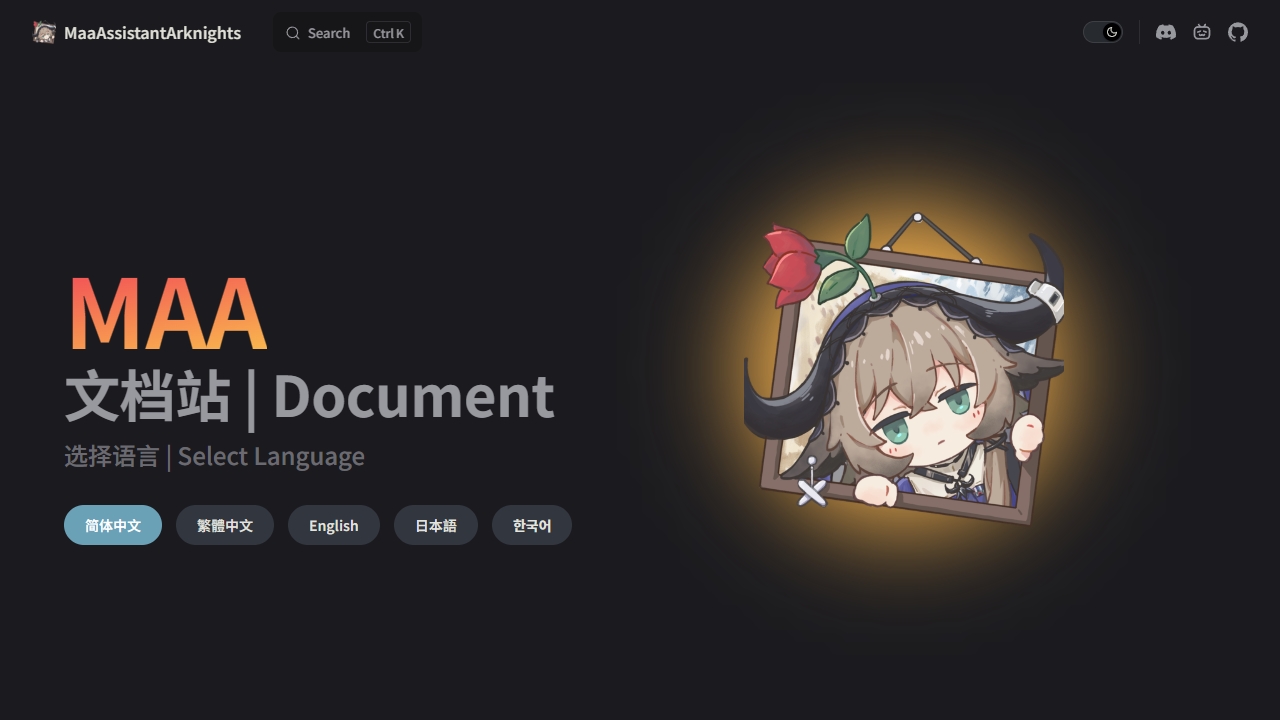 MaaAssistantArknights
Search Ctrl K
MAA
文档站 | Document
选择语言 | Select Language
简体中文 繁體中文 English 日本語 한국어